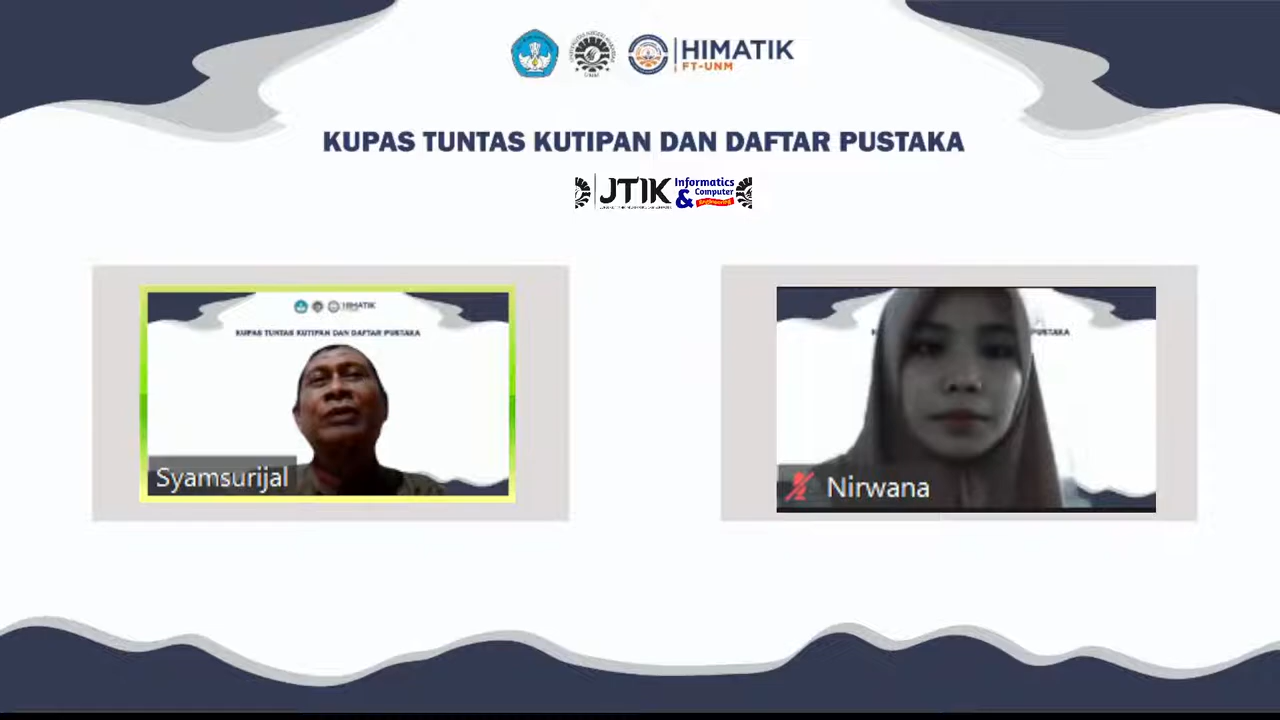 HIMATIK
FT-UNM
KUPAS TUNTAS KUTIPAN DAN DAFTAR PUSTAKA
JTIK Informatics & Computer Engineering
HIMATIK
KUPAS TUNTAS KUTIPAN DAN DAFTAR PUSTAKA
Syamsurijal
PUSTAKA
Nirwana